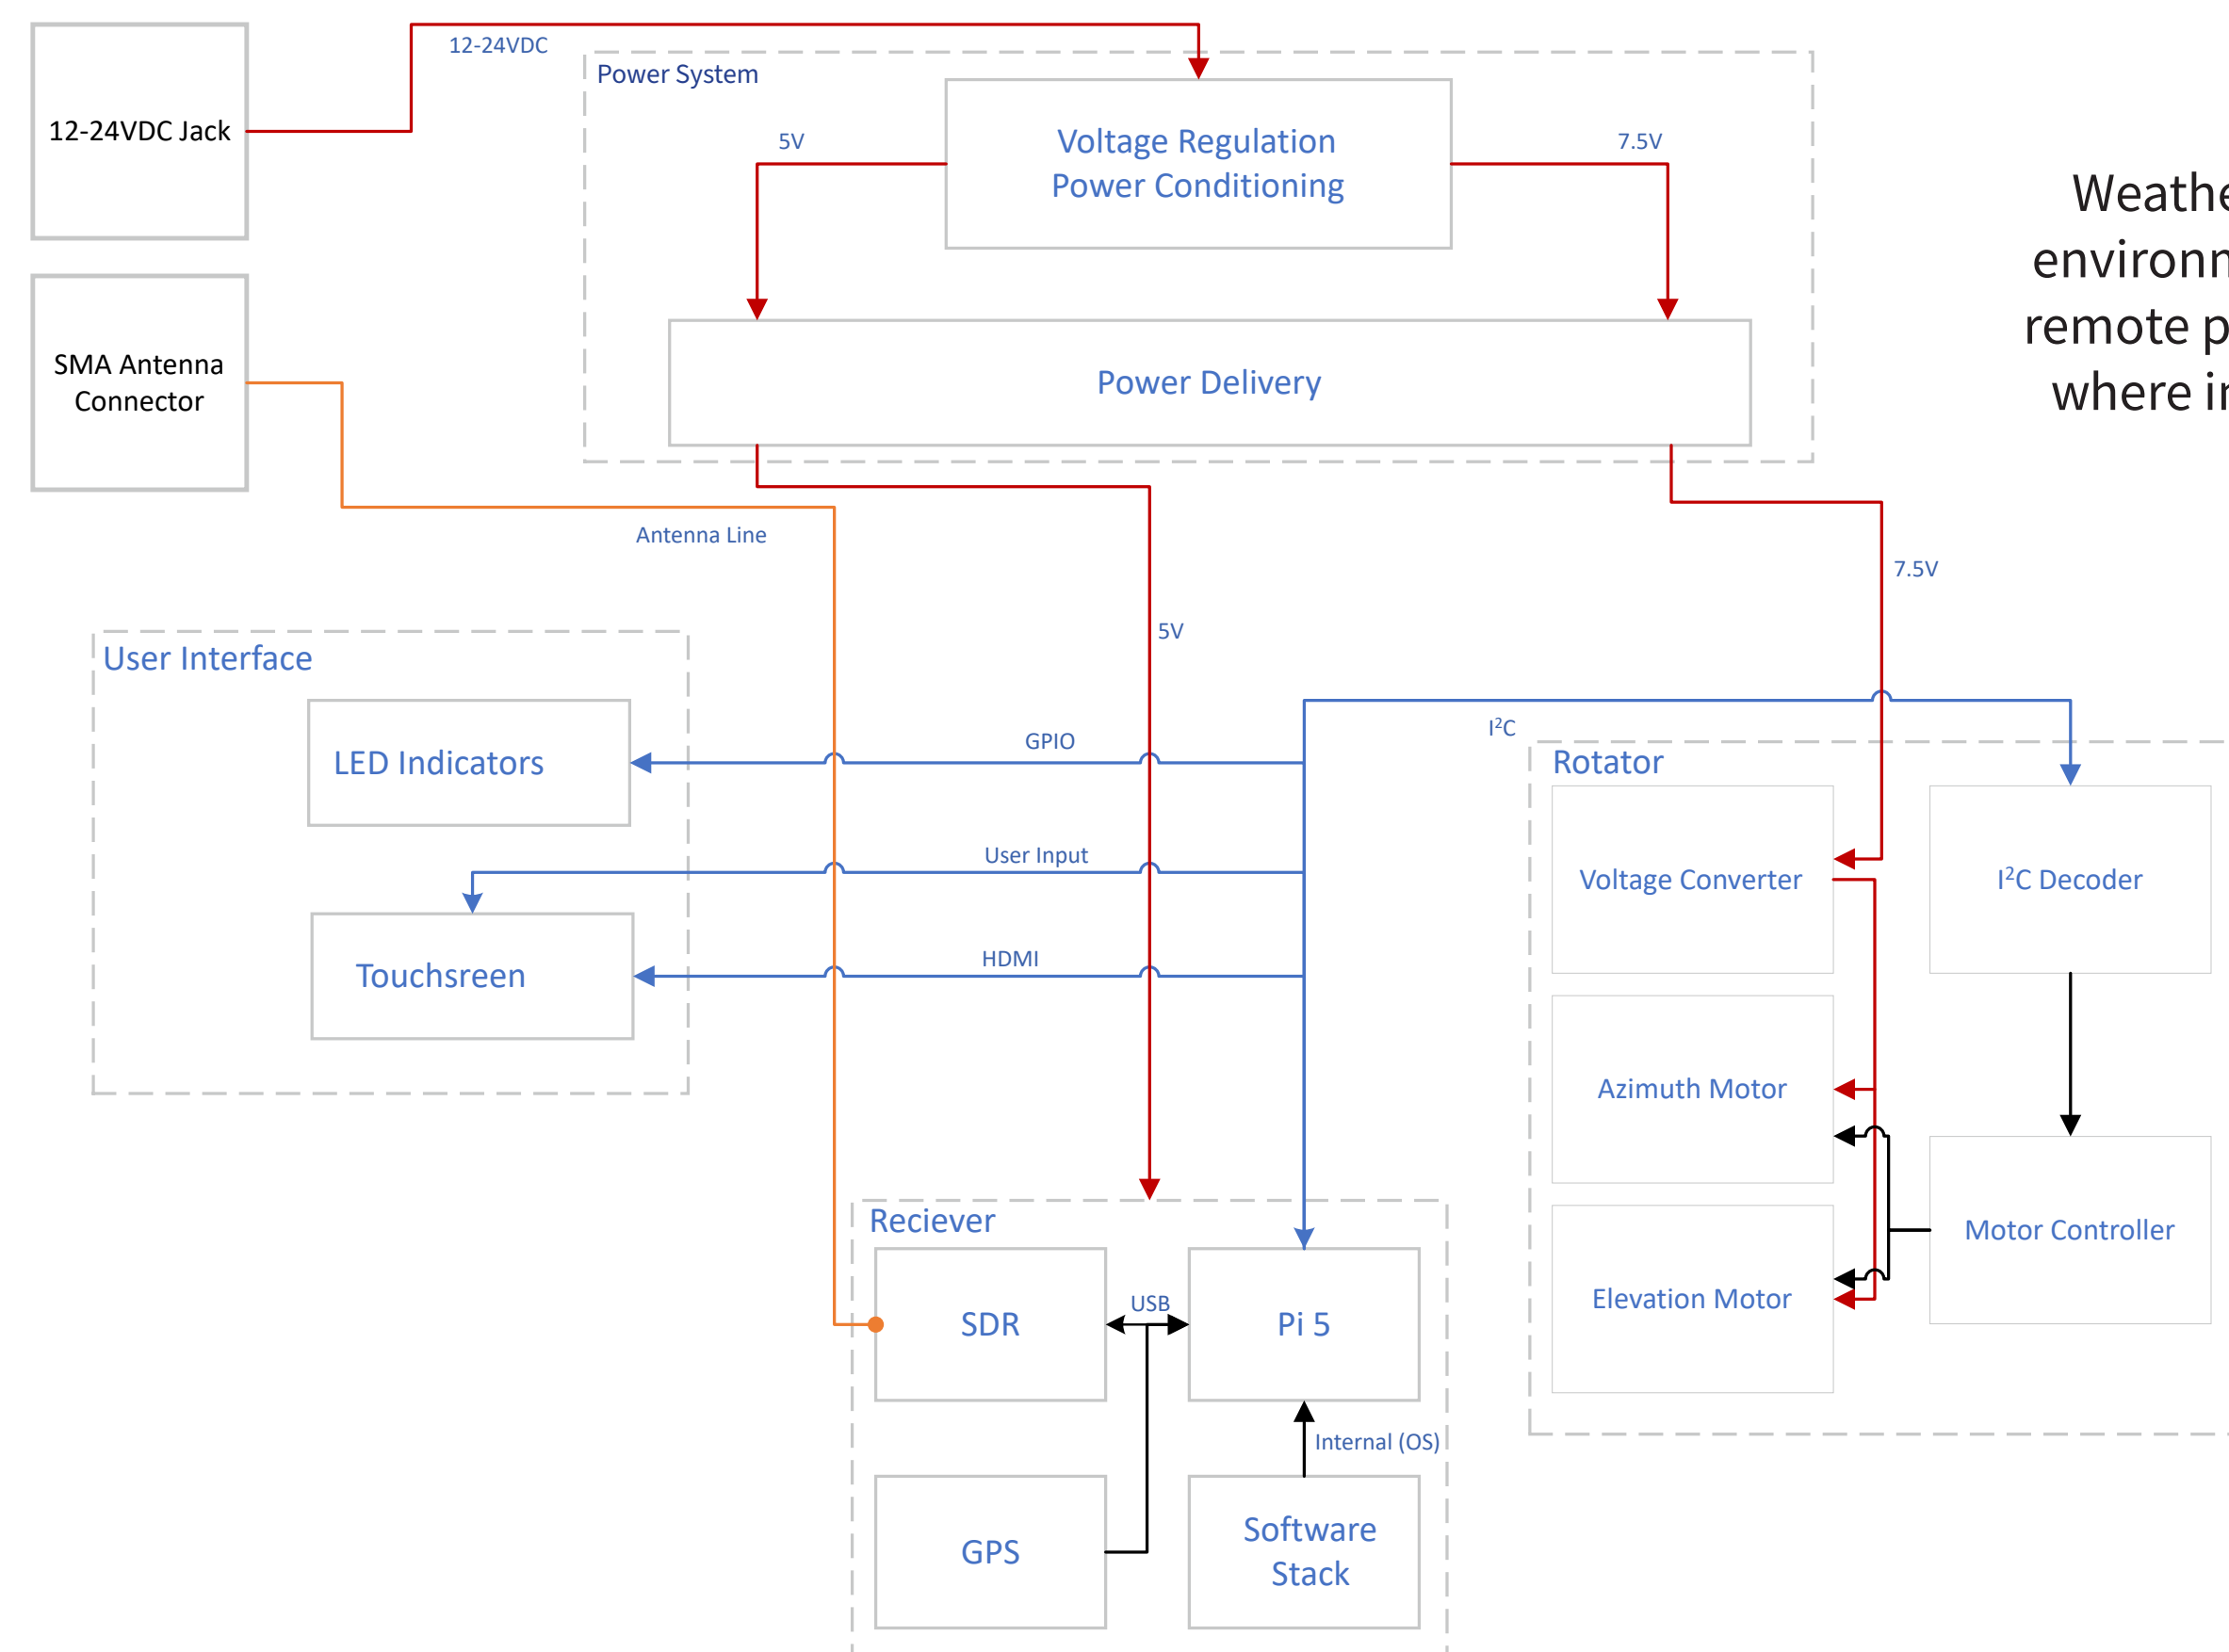 12-24VDC Jack
12-24VDC
Power System
Voltage Regulation
Power Conditioning
5V
7.5V
Power Delivery
SMA Antenna
Connector
Antenna Line
5V
7.5V
User Interface
LED Indicators
Touchsreen
GPIO
User Input
HDMI
I²C
Rotator
Voltage Converter
I²C Decoder
Azimuth Motor
Elevation Motor
Motor Controller
Reciever
SDR
USB
Pi 5
Internal (OS)
GPS
Software
Stack
remote
where